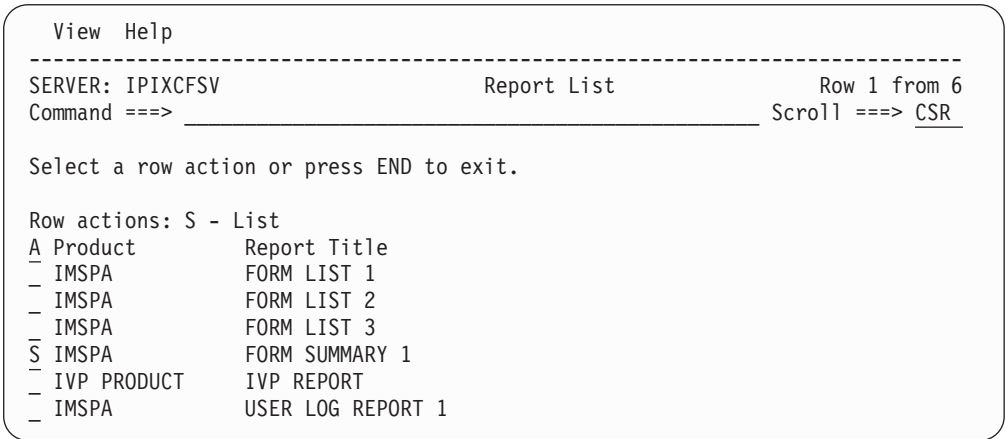 View Help
------------------------------------------------------------------------------
SERVER: IPIXCFSV Report List Row 1 from 6
Command ===> ________________________________________________ Scroll ===> CSR
Select a row action or press END to exit.
Row actions: S - List
A Product Report Title
_ IMSPA FORM LIST 1
_ IMSPA FORM LIST 2
_ IMSPA FORM LIST 3
S IMSPA FORM SUMMARY 1
_ IVP PRODUCT IVP REPORT
_ IMSPA USER LOG REPORT 1